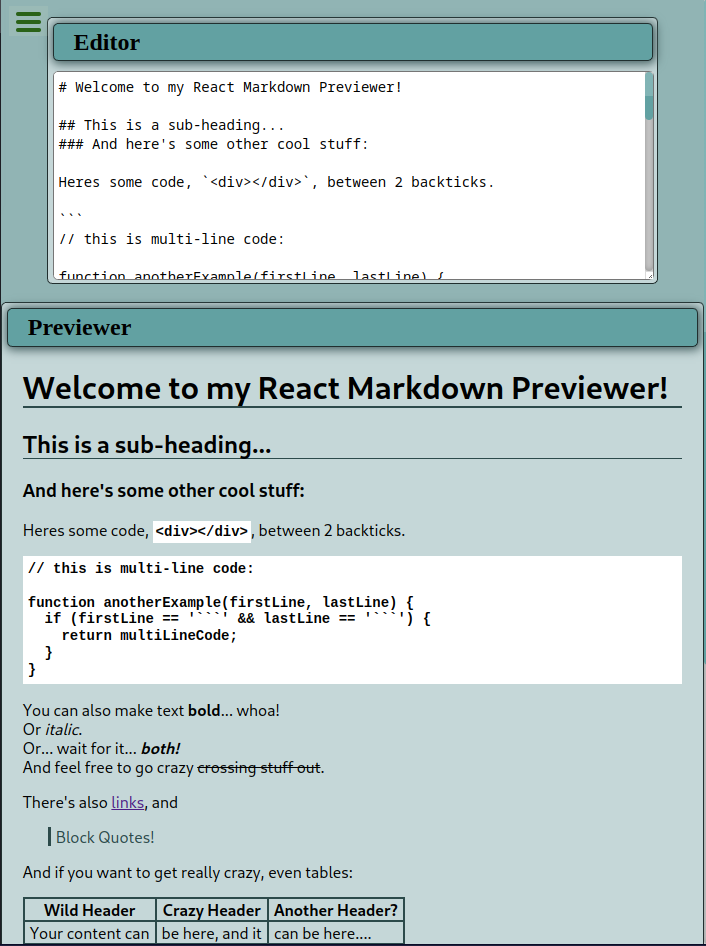 Editor
# Welcome to my React Markdown Previewer!
## This is a sub-heading...
### And here's some other cool stuff:
Heres some code, `<div></div>`, between 2 backticks.
```
// this is multi-line code:
function anotherExample(firstLine, lastLine) {
Previewer
Welcome to my React Markdown Previewer!
This is a sub-heading...
And here's some other cool stuff:
Heres some code, <div></div>, between 2 backticks.
// this is multi-line code:
function anotherExample(firstLine, lastLine) {
  if (firstLine == '```' && lastLine == '```') {
    return multiLineCode;
  }
}
You can also make text bold... whoa!
Or italic.
Or... wait for it... both!
And feel free to go crazy crossing stuff out.
There's also links, and
Block Quotes!
And if you want to get really crazy, even tables:
Wild Header Crazy Header Another Header?
Your content can be here, and it can be here....